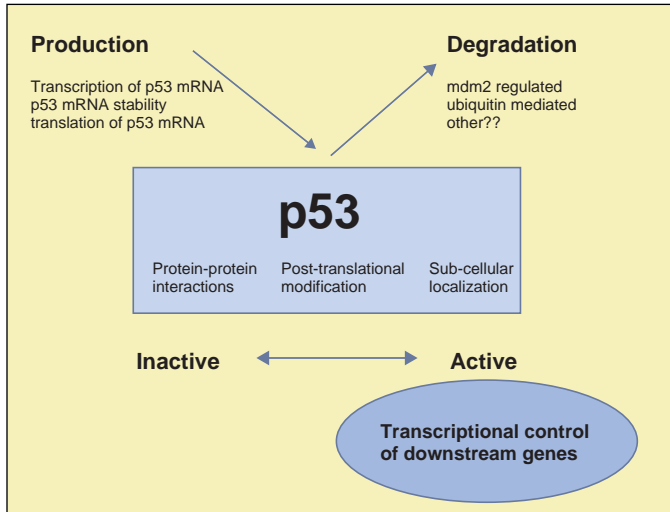 Production
Transcription of p53 mRNA
p53 mRNA stability
translation of p53 mRNA
Degradation
mdm2 regulated
ubiquitin mediated
other??
p53
Protein-protein
interactions
Post-translational
modification
Sub-cellular
localization
Inactive
Active
Transcriptional control
of downstream genes